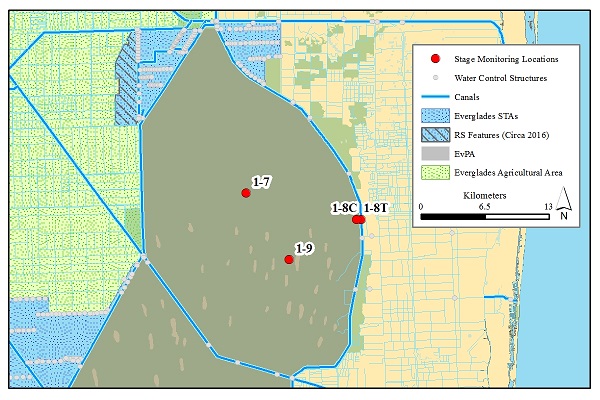 Stage Monitoring Locations
Water Control Structures
Canals
Everglades STAs
RS Features (Circa 2016)
EvPA
Everglades Agricultural Area
Kilometers
0 6.5 13
N
1-7
1-8C 1-8T
1-9